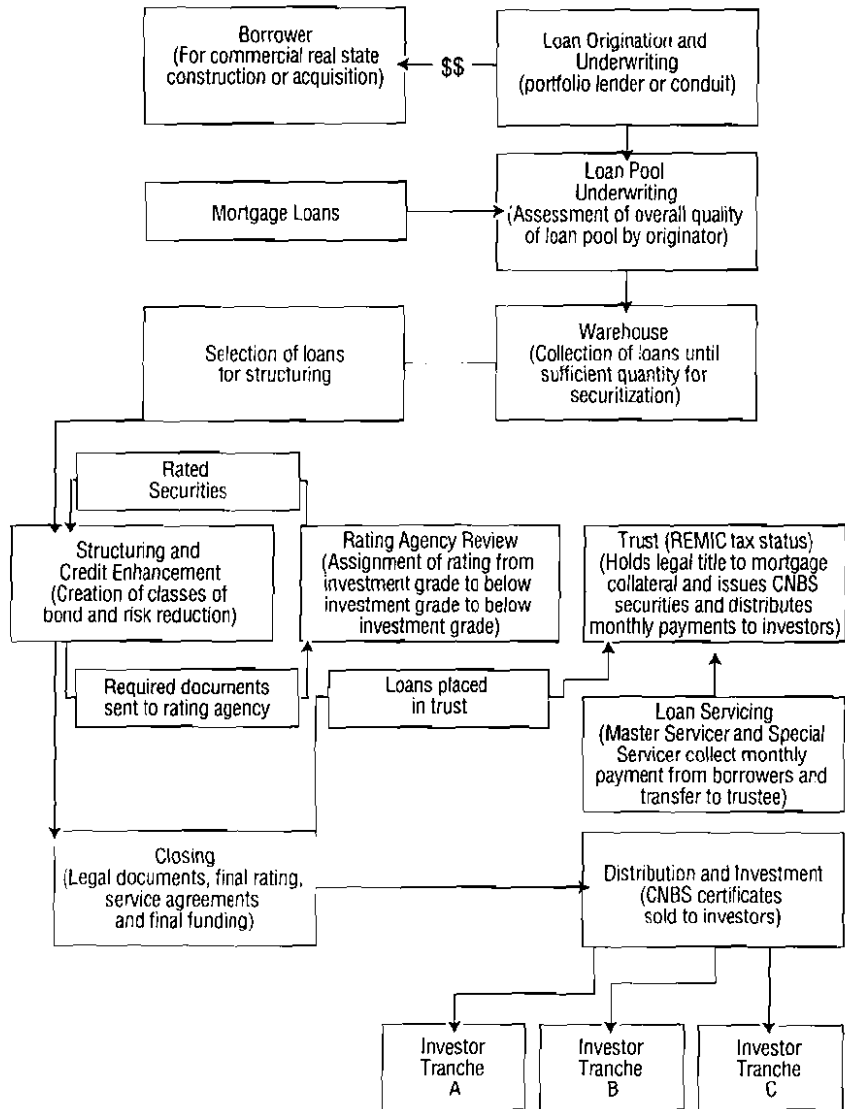 Borrower
(For commercial real state
construction or acquisition)
$$
Loan Origination and
Underwriting
(portfolio lender or conduit)
Mortgage Loans
Loan Pool
Underwriting
(Assessment of overall quality
of loan pool by originator)
Selection of loans
for structuring
Warehouse
(Collection of loans until
sufficient quantity for
securitization)
Rated
Securities
Structuring and
Credit Enhancement
(Creation of classes of
bond and risk reduction)
Rating Agency Review
(Assignment of rating from
investment grade to below
investment grade to below
investment grade)
Trust (REMIC tax status)
(Holds legal title to mortgage
collateral and issues CNBS
securities and distributes
monthly payments to investors)
Required documents
sent to rating agency
Loans placed
in trust
Loan Servicing
(Master Servicer and Special
Servicer collect monthly
payment from borrowers and
transfer to trustee)
Closing
(Legal documents, final rating,
service agreements
and final funding)
Distribution and Investment
(CNBS certificates
sold to investors)
Investor
Tranche
A
Investor
Tranche
B
Investor
Tranche
C